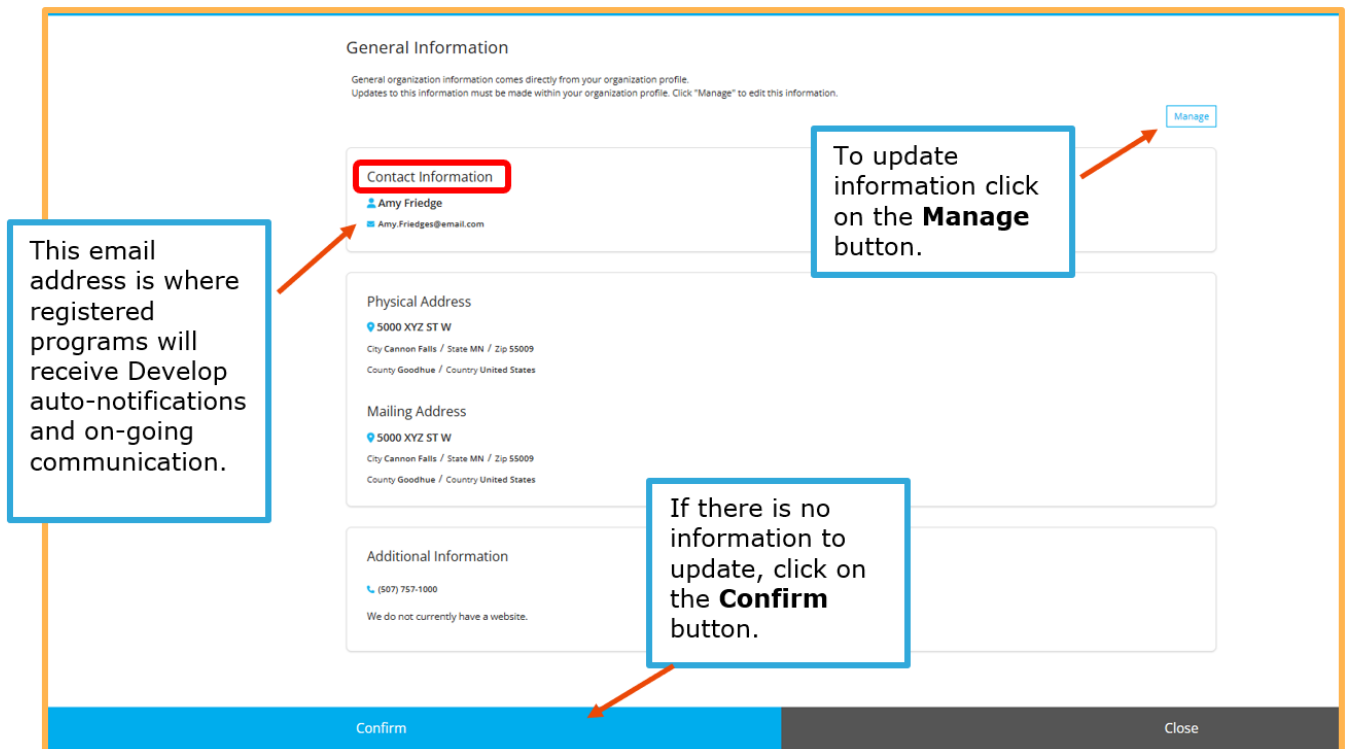 General Information
General organization information comes directly from your organization profile.
Updates to this information must be made within your organization profile. Click "Manage" to edit this information.
Manage
To update
information click
on the Manage
button.
Contact Information
Amy Friedge
Amy.Friedges@email.com
This email
address is where
registered
programs will
receive Develop
auto-notifications
and on-going
communication.
Physical Address
5000 XYZ ST W
City Cannon Falls / State MN / Zip 55009
County Goodhue / Country United States
Mailing Address
5000 XYZ ST W
City Cannon Falls / State MN / Zip 55009
County Goodhue / Country United States
If there is no
information to
update, click on
the Confirm
button.
Additional Information
(507) 757-1000
We do not currently have a website.
Confirm
Close